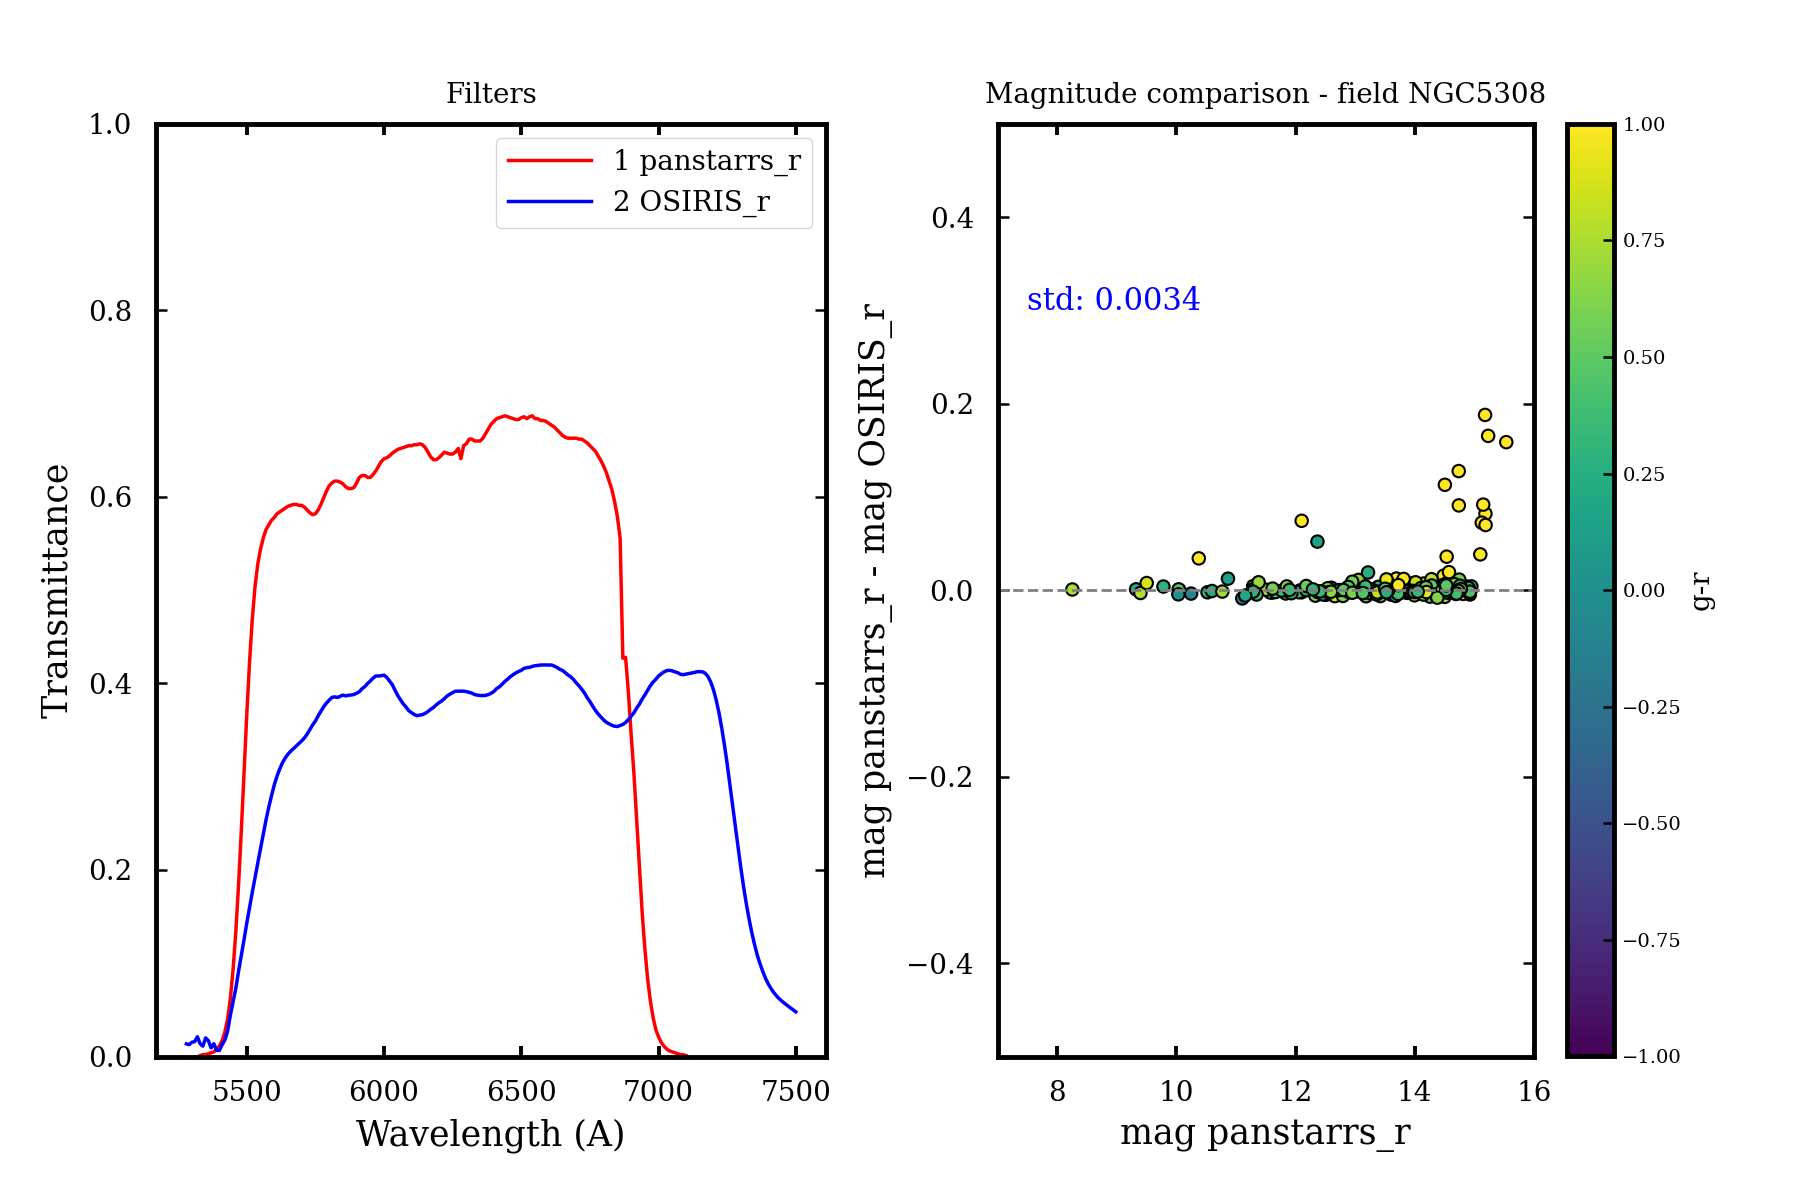 Filters
1.0
0.8
0.6
0.4
0.2
0.0
Transmittance
1 panstarrs_r
2 OSIRIS_r
5500 6000 6500 7000 7500
Wavelength (A)
Magnitude comparison - field NGC5308
0.4
0.2
0.0
−0.2
−0.4
mag panstarrs_r - mag OSIRIS_r
std: 0.0034
8 10 12 14 16
mag panstarrs_r
1.00
0.75
0.50
0.25
0.00
−0.25
−0.50
−0.75
−1.00
g-r